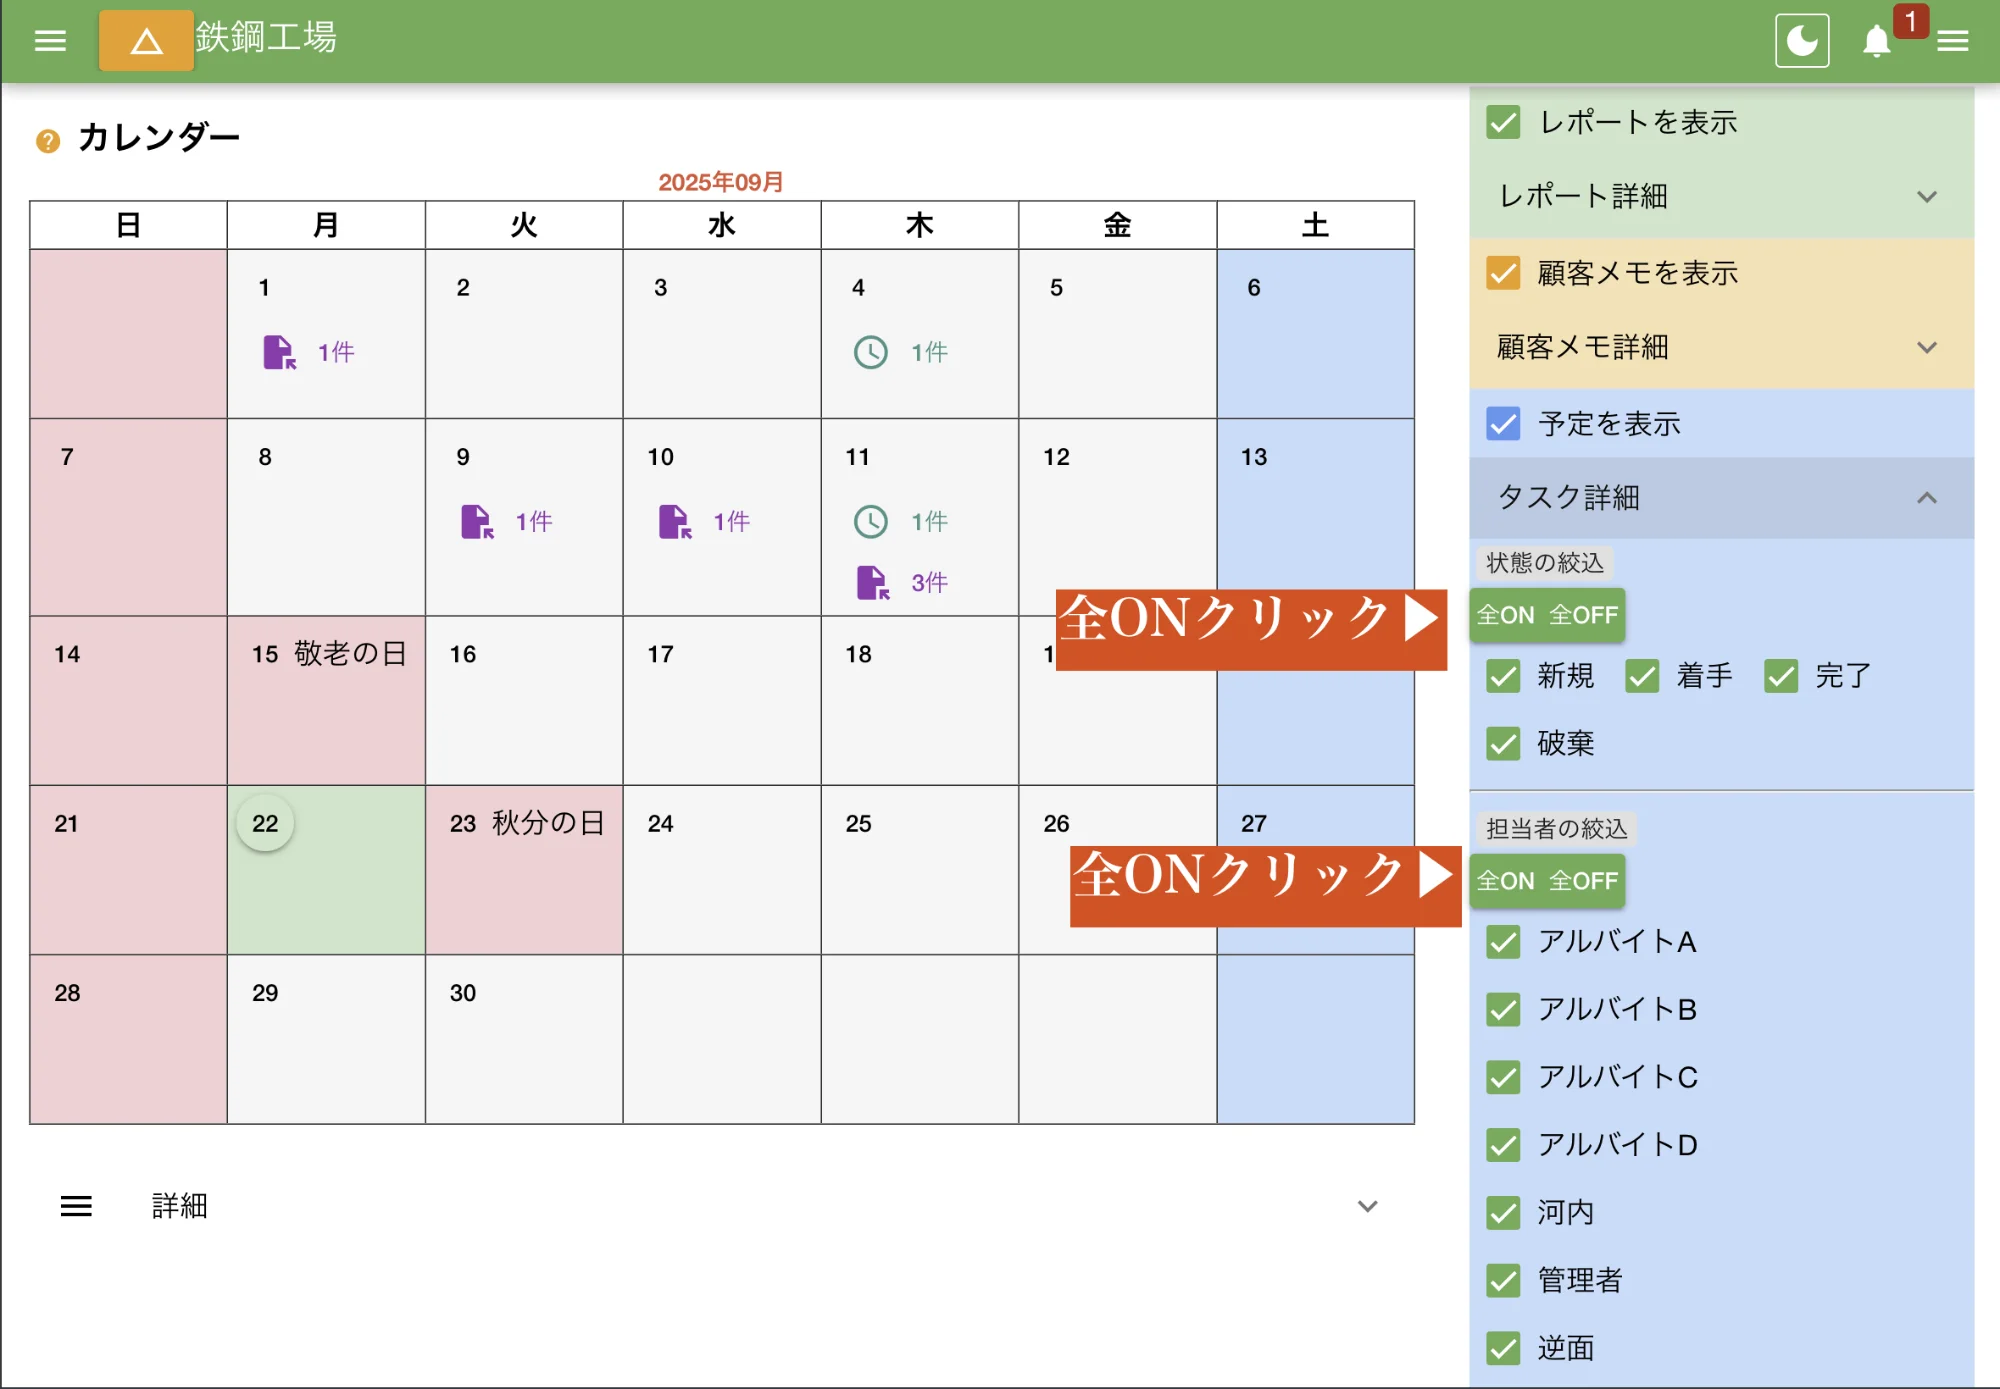 鉄鋼工場
1
カレンダー
2025年09月
日 月 火 水 木 金 土
1 2 3 4 5 6
1件 1件
7 8 9 10 11 12 13
1件 1件 1件
3件
14 15 敬老の日 16 17 18 1
21 22 23 秋分の日 24 25 26 27
28 29 30
詳細
レポートを表示
レポート詳細
顧客メモを表示
顧客メモ詳細
予定を表示
タスク詳細
状態の絞込
全ONクリック▶
全ON 全OFF
新規 着手 完了
破棄
担当者の絞込
全ONクリック▶
全ON 全OFF
アルバイトA
アルバイトB
アルバイトC
アルバイトD
河内
管理者
逆面